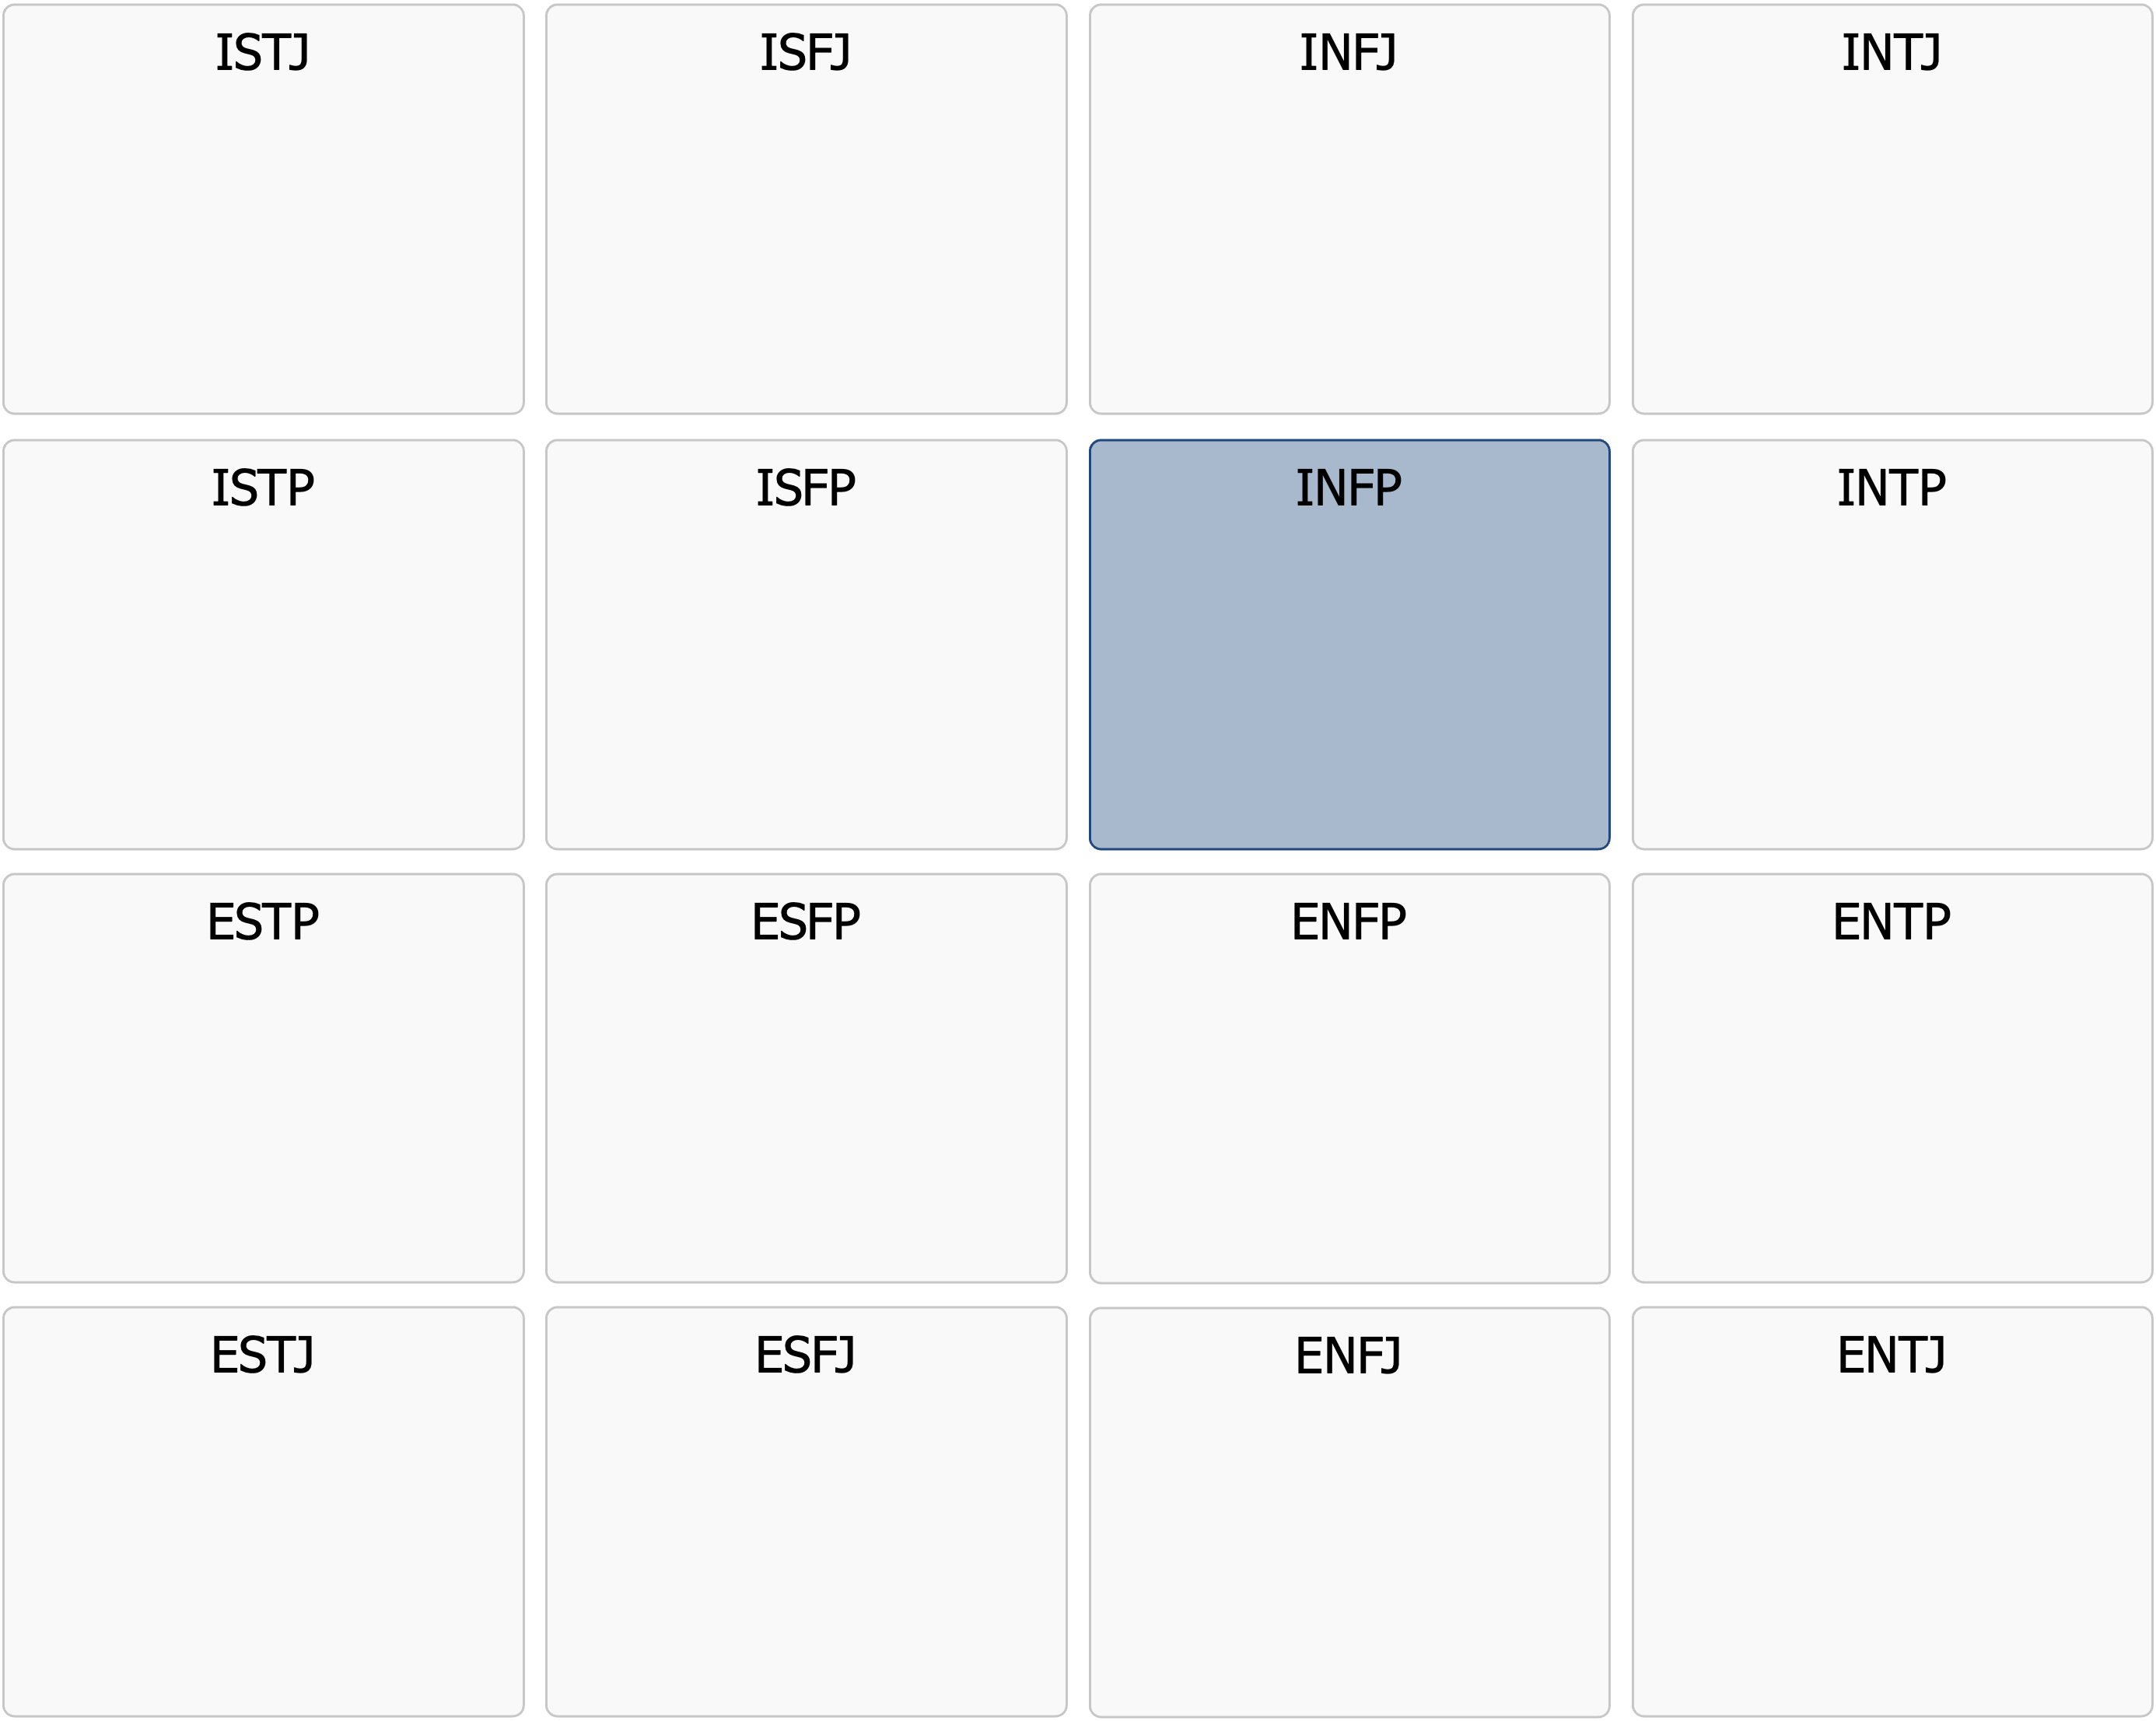 ISTJ ISFJ INFJ INTJ
ISTP ISFP INFP INTP
ESTP ESFP ENFP ENTP
ESTJ ESFJ ENFJ ENTJ